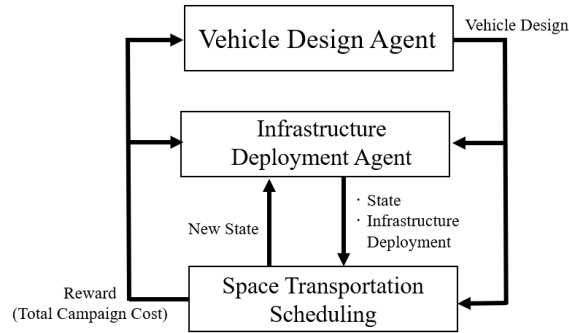 Vehicle Design Agent
Vehicle Design
Infrastructure
Deployment Agent
· State
· Infrastructure
Deployment
New State
Space Transportation
Scheduling
Reward
(Total Campaign Cost)